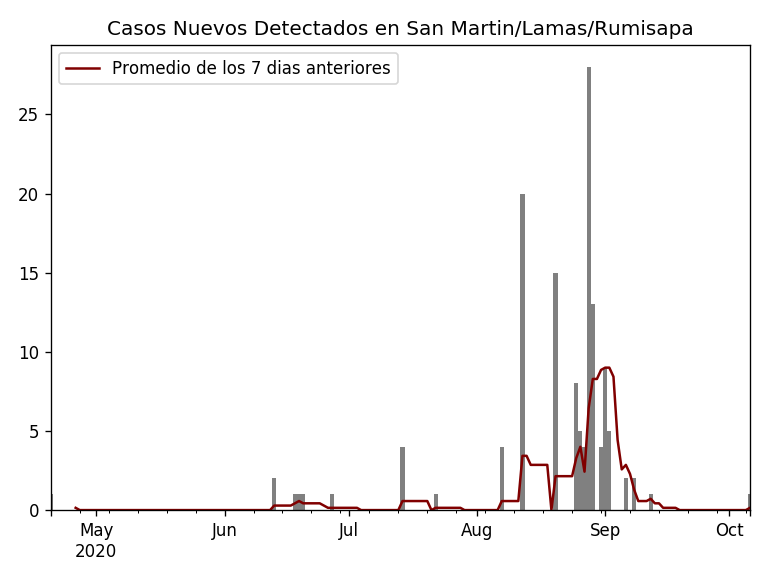 Casos Nuevos Detectados en San Martin/Lamas/Rumisapa
Promedio de los 7 dias anteriores
25
20
15
10
5
0
May Jun Jul Aug Sep Oct
2020